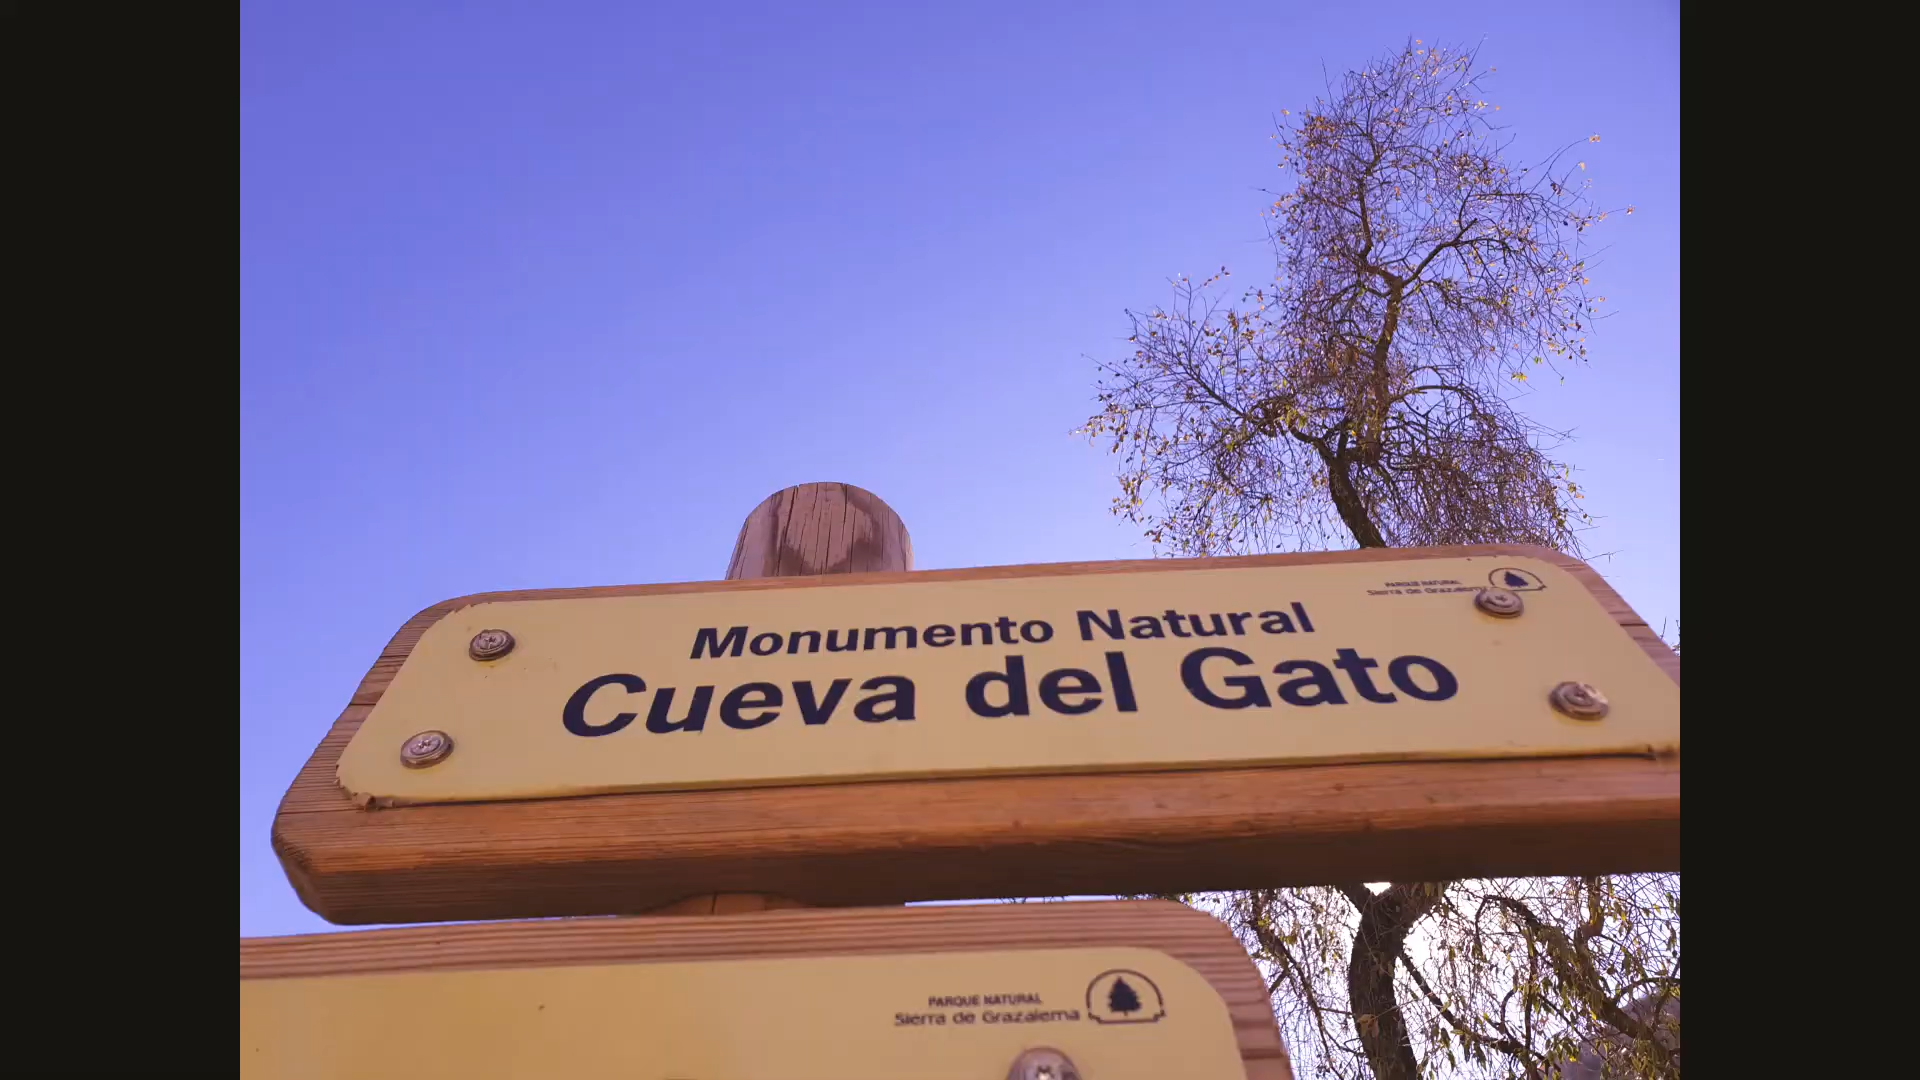 PARQUE NATURAL
Sierra de Grazalema
Monumento Natural
Cueva del Gato
PARQUE NATURAL
Sierra de Grazalema